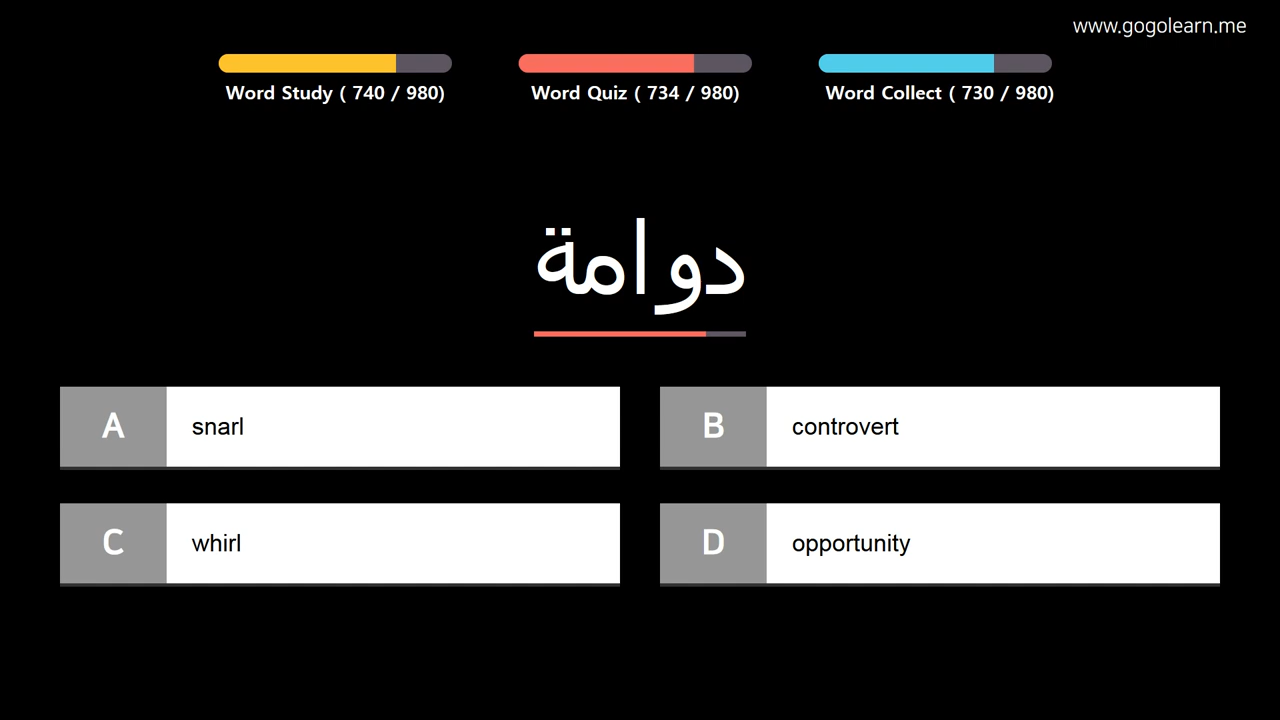 www.gogolearn.me
Word Study ( 740 / 980)
Word Quiz ( 734 / 980)
Word Collect ( 730 / 980)
دوامة
A snarl
B controvert
C whirl
D opportunity